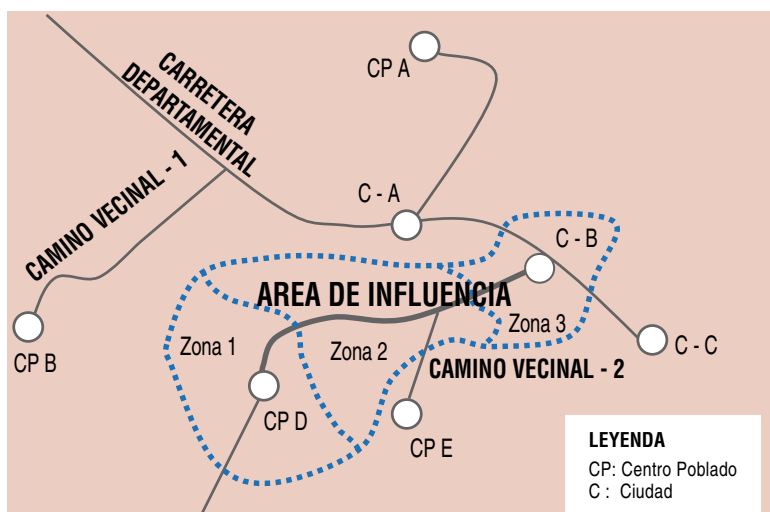 CP A
CARRETERA
DEPARTAMENTAL
CAMINO VECINAL - 1
C - A
C - B
AREA DE INFLUENCIA
Zona 1
Zona 2
Zona 3
CP B
C - C
CAMINO VECINAL - 2
CP D
CP E
LEYENDA
CP: Centro Poblado
C : Ciudad